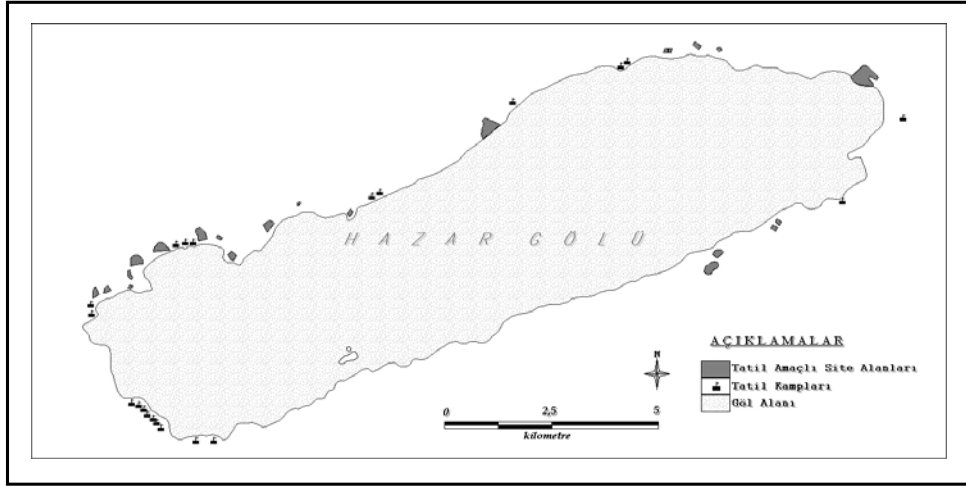 HAZAR GÖLÜ
AÇIKLAMALAR
N
Tatil Amaçlı Site Alanları
Tatil Kampları
Göl Alanı
0 2,5 5
kilometre